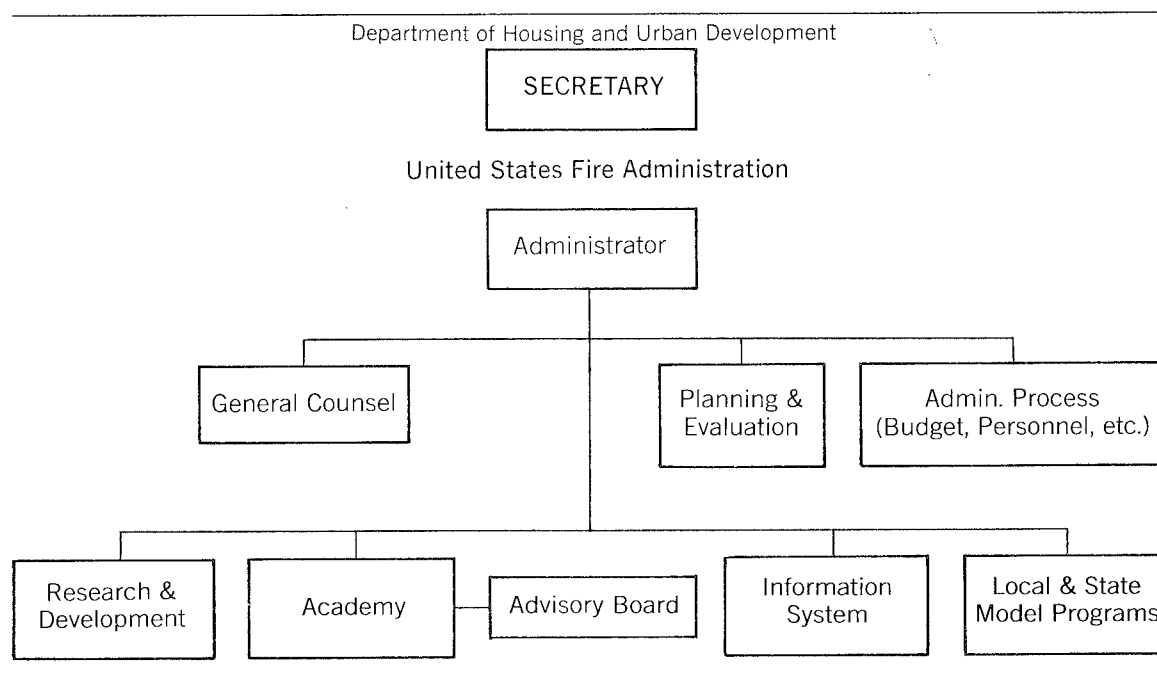 Department of Housing and Urban Development
SECRETARY
United States Fire Administration
Administrator
General Counsel
Planning &
Evaluation
Admin. Process
(Budget, Personnel, etc.)
Research &
Development
Academy
Advisory Board
Information
System
Local & State
Model Programs